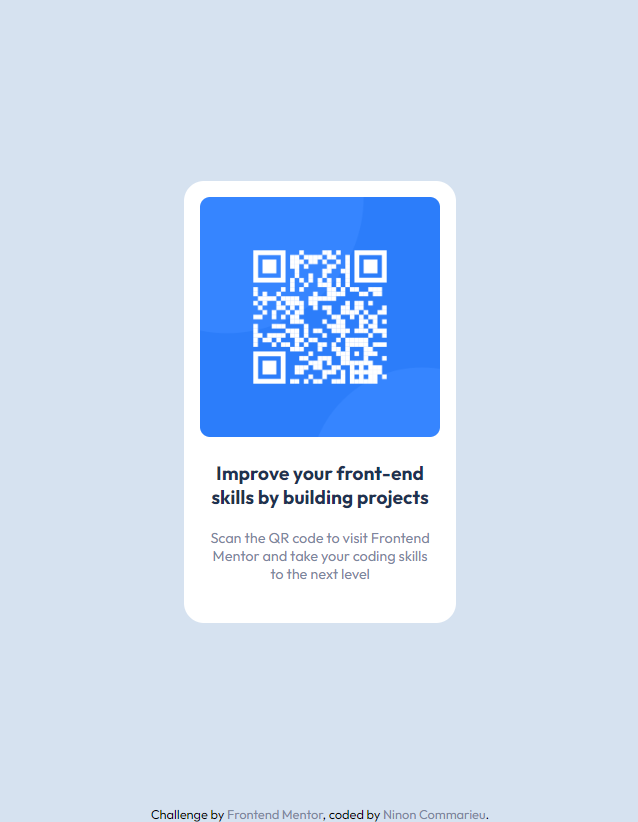 Improve your front-end
skills by building projects
Scan the QR code to visit Frontend
Mentor and take your coding skills
to the next level
Challenge by Frontend Mentor, coded by Ninon Commarieu.